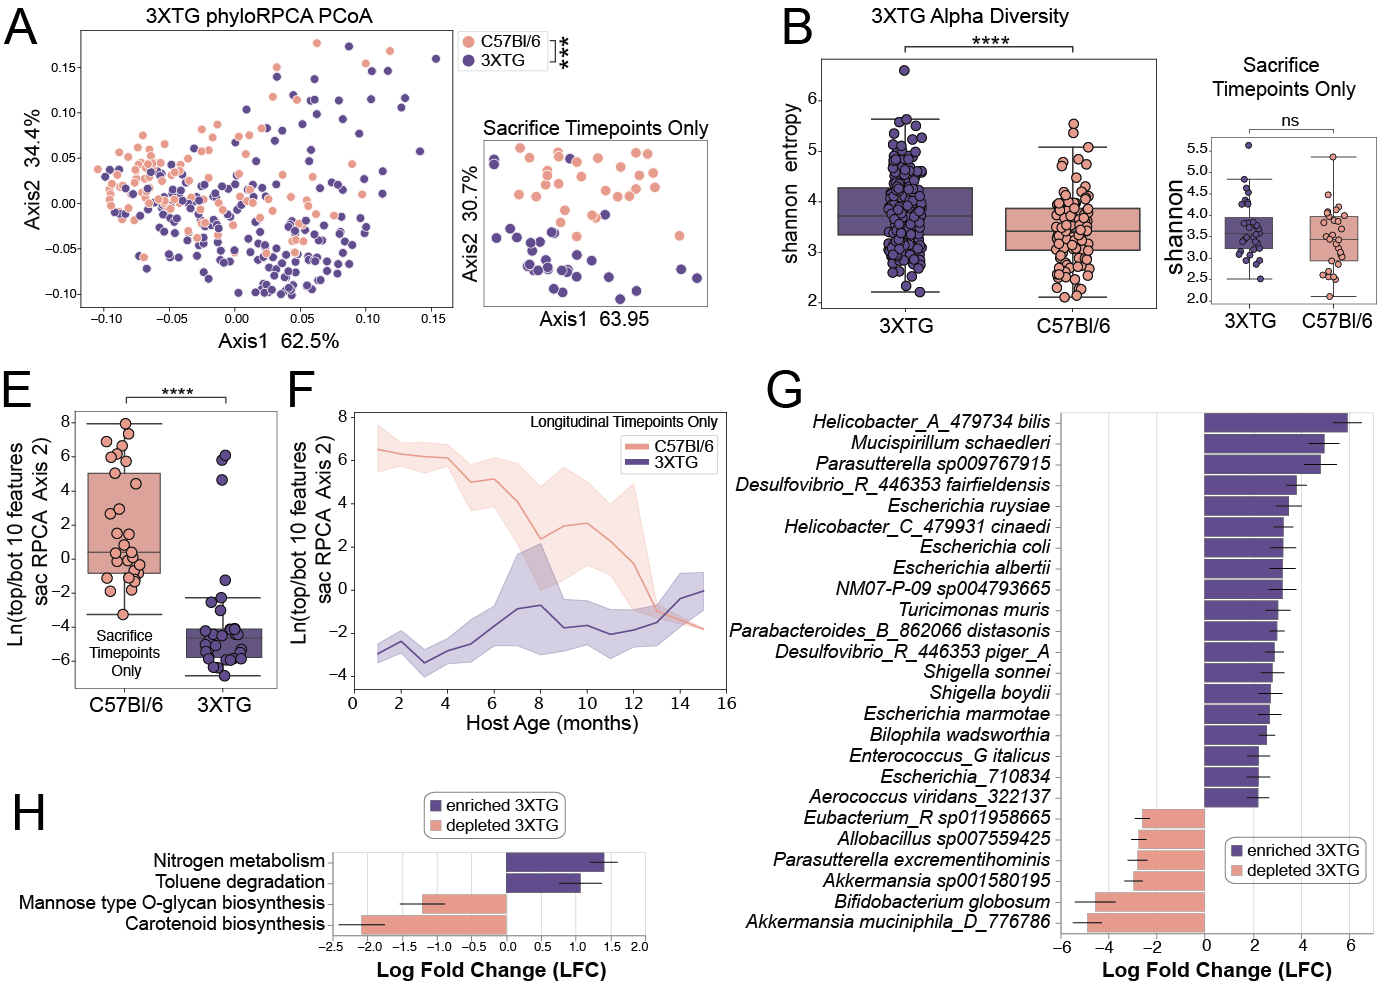 A
3XTG phyloRPCA PCoA
C57Bl/6
3XTG
***
0.15
0.10
0.05
0.00
−0.05
−0.10
Axis2 34.4%
−0.10
−0.05
0.00
0.05
0.10
0.15
Axis1 62.5%
Sacrifice Timepoints Only
Axis2 30.7%
Axis1 63.95
B
3XTG Alpha Diversity
****
shannon entropy
6
5
4
3
2
3XTG
C57Bl/6
Sacrifice
Timepoints Only
ns
shannon
5.5
5.0
4.5
4.0
3.5
3.0
2.5
2.0
3XTG
C57Bl/6
E
****
Ln(top/bot 10 features
sac RPCA Axis 2)
8
6
4
2
0
−2
−4
−6
Sacrifice
Timepoints
Only
C57Bl/6
3XTG
F
Longitudinal Timepoints Only
C57Bl/6
3XTG
Ln(top/bot 10 features
sac RPCA Axis 2)
8
6
4
2
0
−2
−4
0
2
4
6
8
10
12
14
16
Host Age (months)
G
Helicobacter_A_479734 bilis
Mucispirillum schaedleri
Parasutterella sp009767915
Desulfovibrio_R_446353 fairfieldensis
Escherichia ruysiae
Helicobacter_C_479931 cinaedi
Escherichia coli
Escherichia albertii
NM07-P-09 sp004793665
Turicimonas muris
Parabacteroides_B_862066 distasonis
Desulfovibrio_R_446353 piger_A
Shigella sonnei
Shigella boydii
Escherichia marmotae
Bilophila wadsworthia
Enterococcus_G italicus
Escherichia_710834
Aerococcus viridans_322137
Eubacterium_R sp011958665
Allobacillus sp007559425
Parasutterella excrementihominis
Akkermansia sp001580195
Bifidobacterium globosum
Akkermansia muciniphila_D_776786
enriched 3XTG
depleted 3XTG
−6
−4
−2
0
2
4
6
Log Fold Change (LFC)
H
enriched 3XTG
depleted 3XTG
Nitrogen metabolism
Toluene degradation
Mannose type O-glycan biosynthesis
Carotenoid biosynthesis
−2.5
−2.0
−1.5
−1.0
−0.5
0.0
0.5
1.0
1.5
2.0
Log Fold Change (LFC)